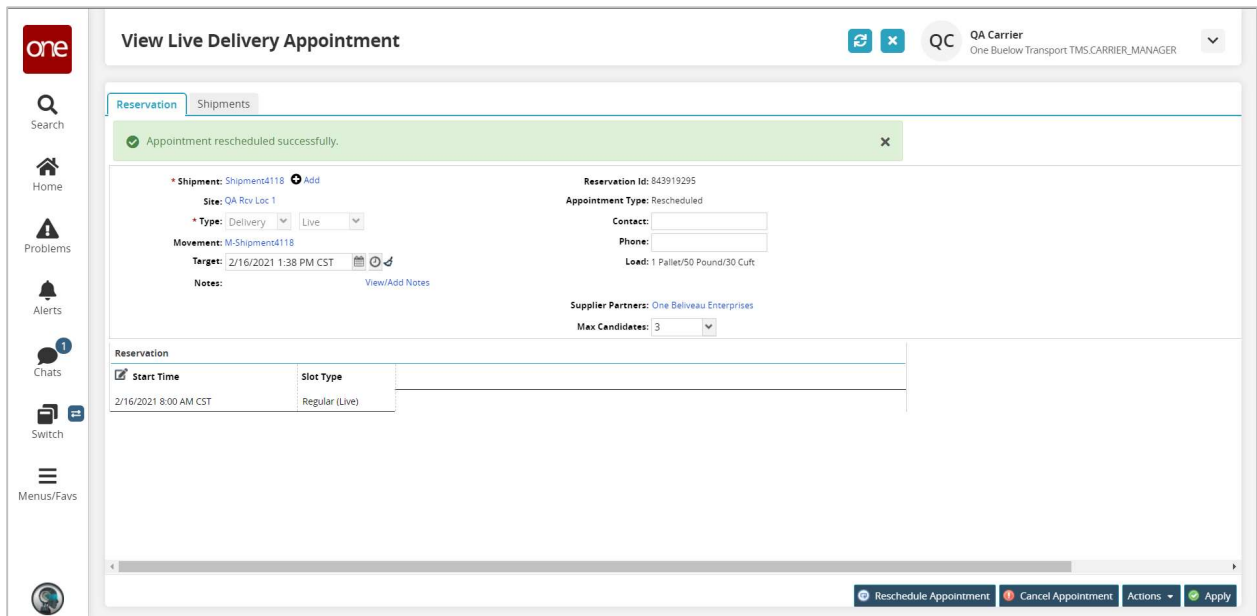 one
View Live Delivery Appointment
QC
QA Carrier
One Buelow Transport TMS.CARRIER_MANAGER
Search
Home
Problems
Alerts
1
Chats
Switch
Menus/Favs
Reservation Shipments
Appointment rescheduled successfully.
* Shipment: Shipment4118 Add
Site: QA Rcv Loc 1
* Type: Delivery Live
Movement: M-Shipment4118
Target: 2/16/2021 1:38 PM CST
Notes: View/Add Notes
Reservation Id: 843919295
Appointment Type: Rescheduled
Contact:
Phone:
Load: 1 Pallet/50 Pound/30 Cuft
Supplier Partners: One Beliveau Enterprises
Max Candidates: 3
Reservation
Start Time Slot Type
2/16/2021 8:00 AM CST Regular (Live)
Reschedule Appointment Cancel Appointment Actions Apply